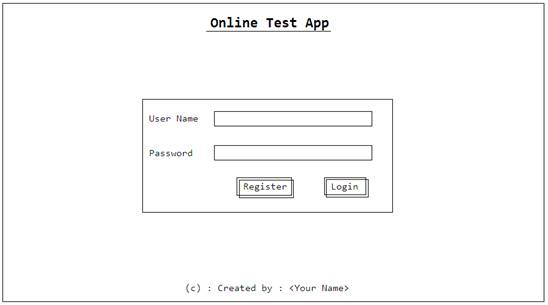 Online Test App
User Name
Password
Register Login
(c) : Created by : <Your Name>